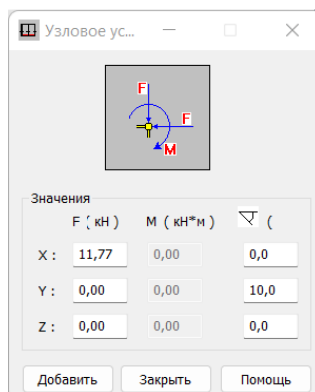 Узловое ус...
F
F
M
Значения
F ( кН ) M ( кН*м ) (
X : 11,77 0,00 0,0
Y : 0,00 0,00 10,0
Z : 0,00 0,00 0,0
Добавить Закрыть Помощь